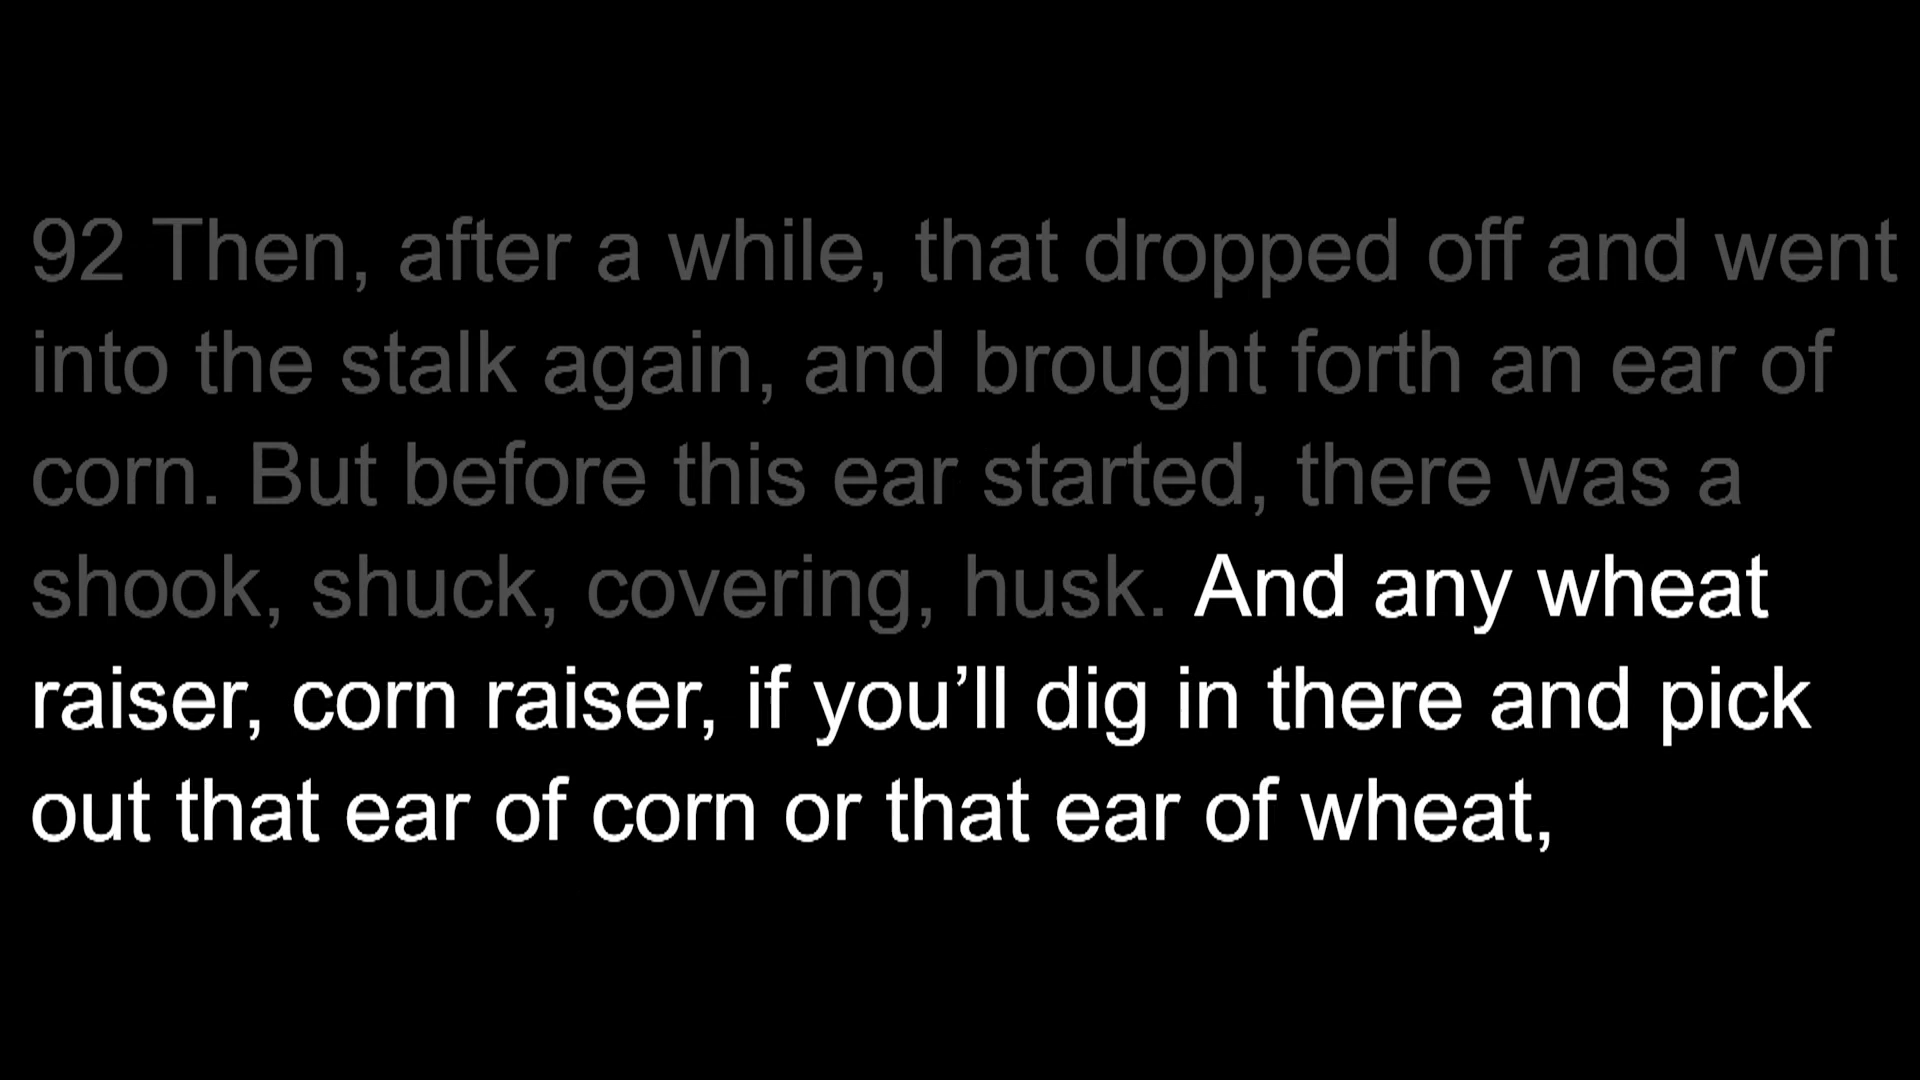 92 Then, after a while, that dropped off and went
into the stalk again, and brought forth an ear of
corn. But before this ear started, there was a
shook, shuck, covering, husk. And any wheat
raiser, corn raiser, if you’ll dig in there and pick
out that ear of corn or that ear of wheat,